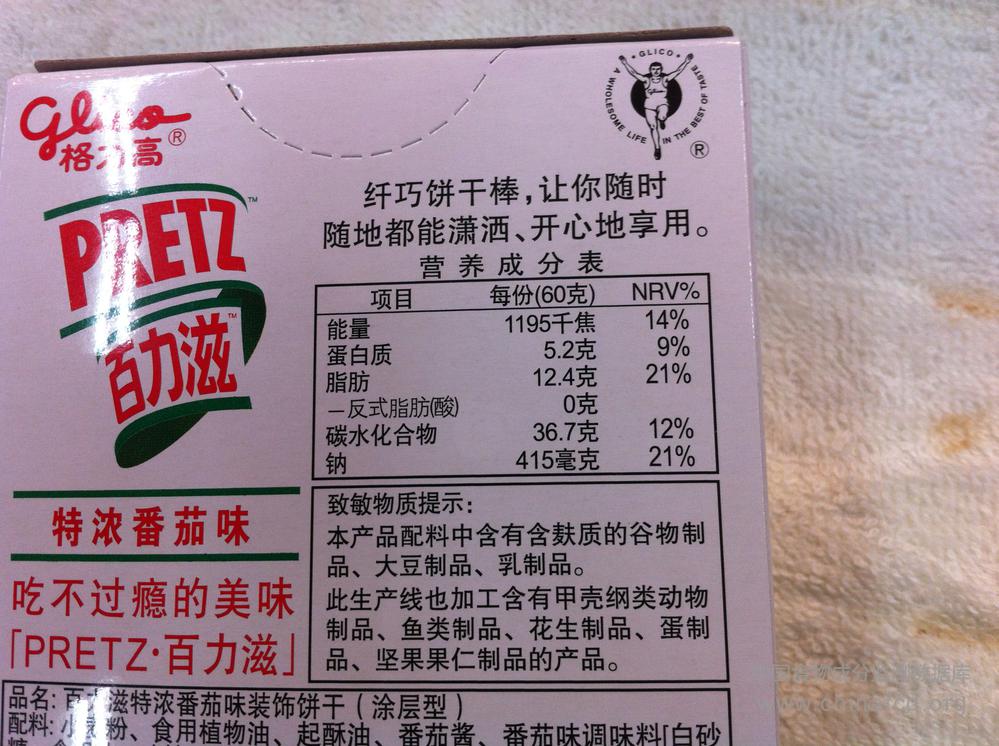 Glico
格力高®
GLICO
A WHOLESOME LIFE IN THE BEST OF TASTE
®
PRETZ™
百力滋™
纤巧饼干棒,让你随时
随地都能潇洒、开心地享用。
营养成分表
项目 每份(60克) NRV%
能量 1195千焦 14%
蛋白质 5.2克 9%
脂肪 12.4克 21%
—反式脂肪(酸) 0克
碳水化合物 36.7克 12%
钠 415毫克 21%
特浓番茄味
吃不过瘾的美味
「PRETZ·百力滋」
致敏物质提示:
本产品配料中含有含麸质的谷物制
品、大豆制品、乳制品。
此生产线也加工含有甲壳纲类动物
制品、鱼类制品、花生制品、蛋制
品、坚果果仁制品的产品。
品名: 百力滋特浓番茄味装饰饼干(涂层型)
配料: 小麦粉、食用植物油、起酥油、番茄酱、番茄味调味料[白砂
糖、食